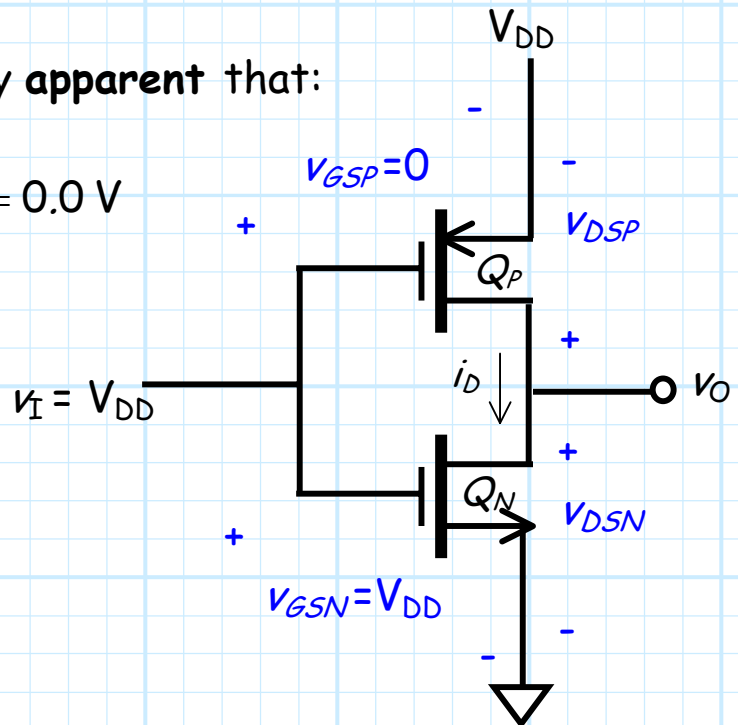 V_DD
y apparent that:
-
v_GSP=0
-
= 0.0 V
+
v_DSP
Q_P
+
i_D
v_I = V_DD
v_O
+
Q_N
v_DSN
+
v_GSN=V_DD
-
-